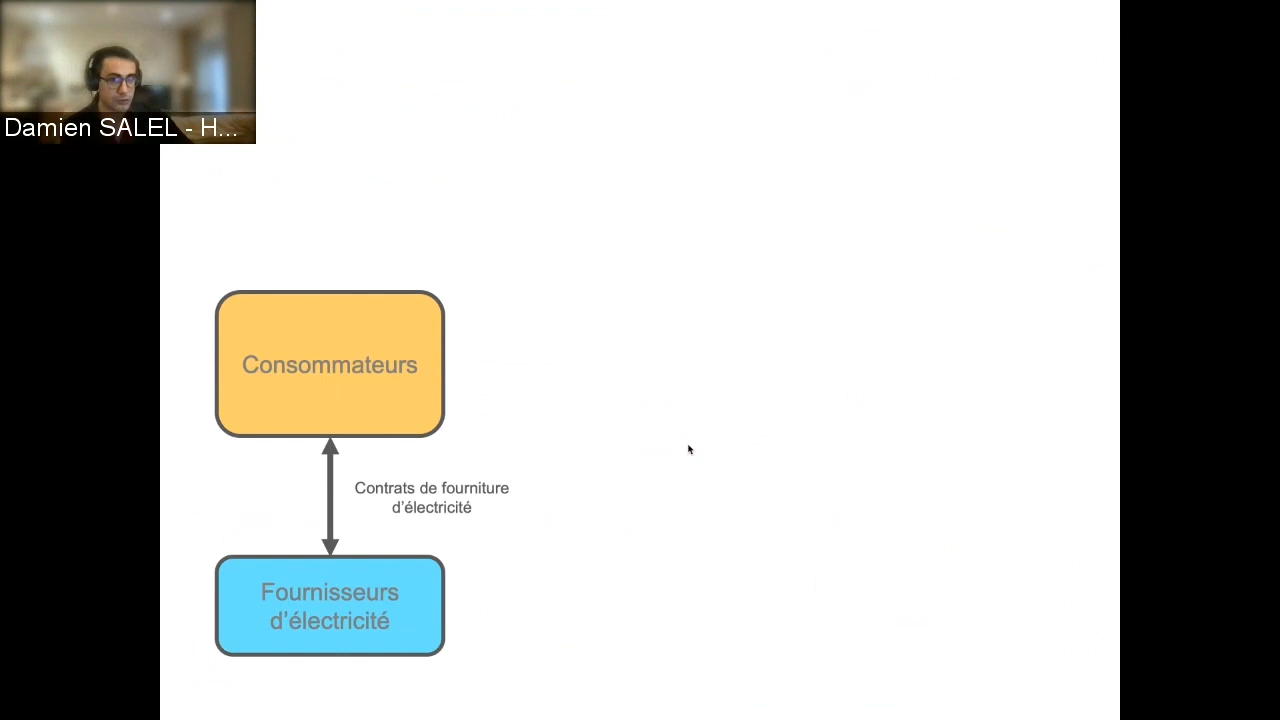 Damien SALEL - H...
Consommateurs
Contrats de fourniture
d'électricité
Fournisseurs
d'électricité